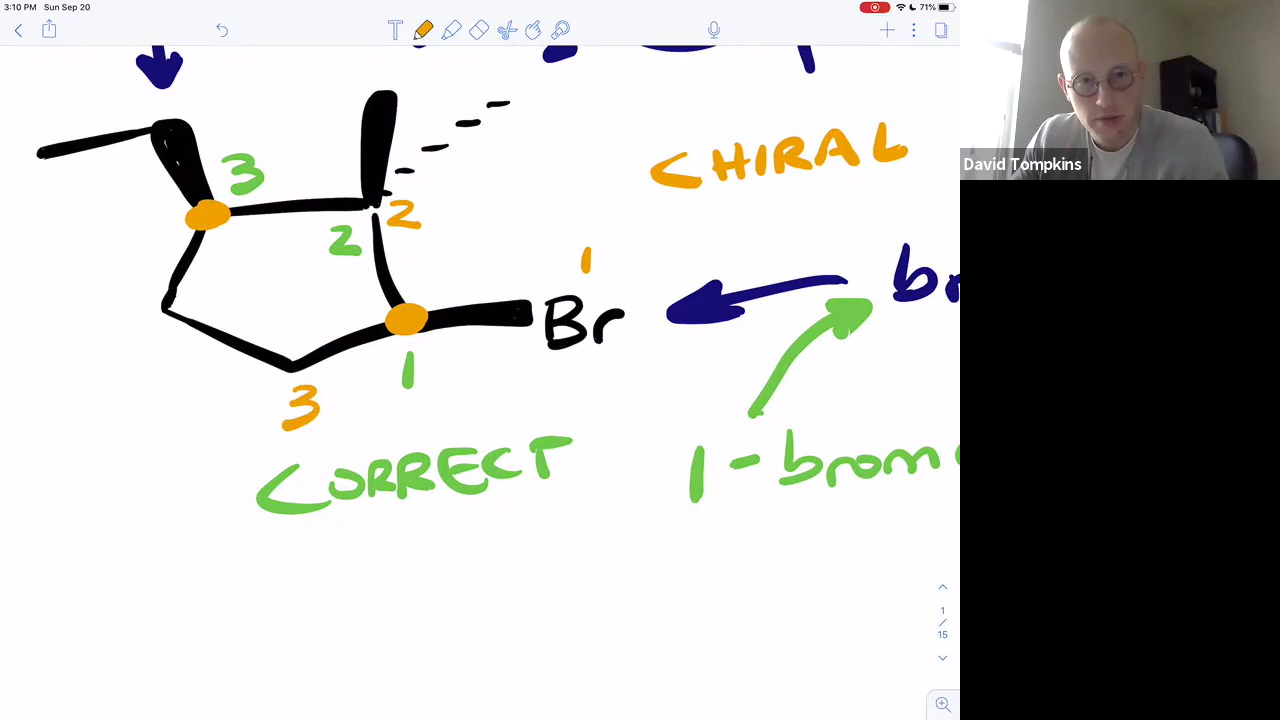 3:10 PM Sun Sep 20
71%
T
David Tompkins
3
CHIRAL
2
2
1
Br
br
1
3
CORRECT
1-brom
1
/
15